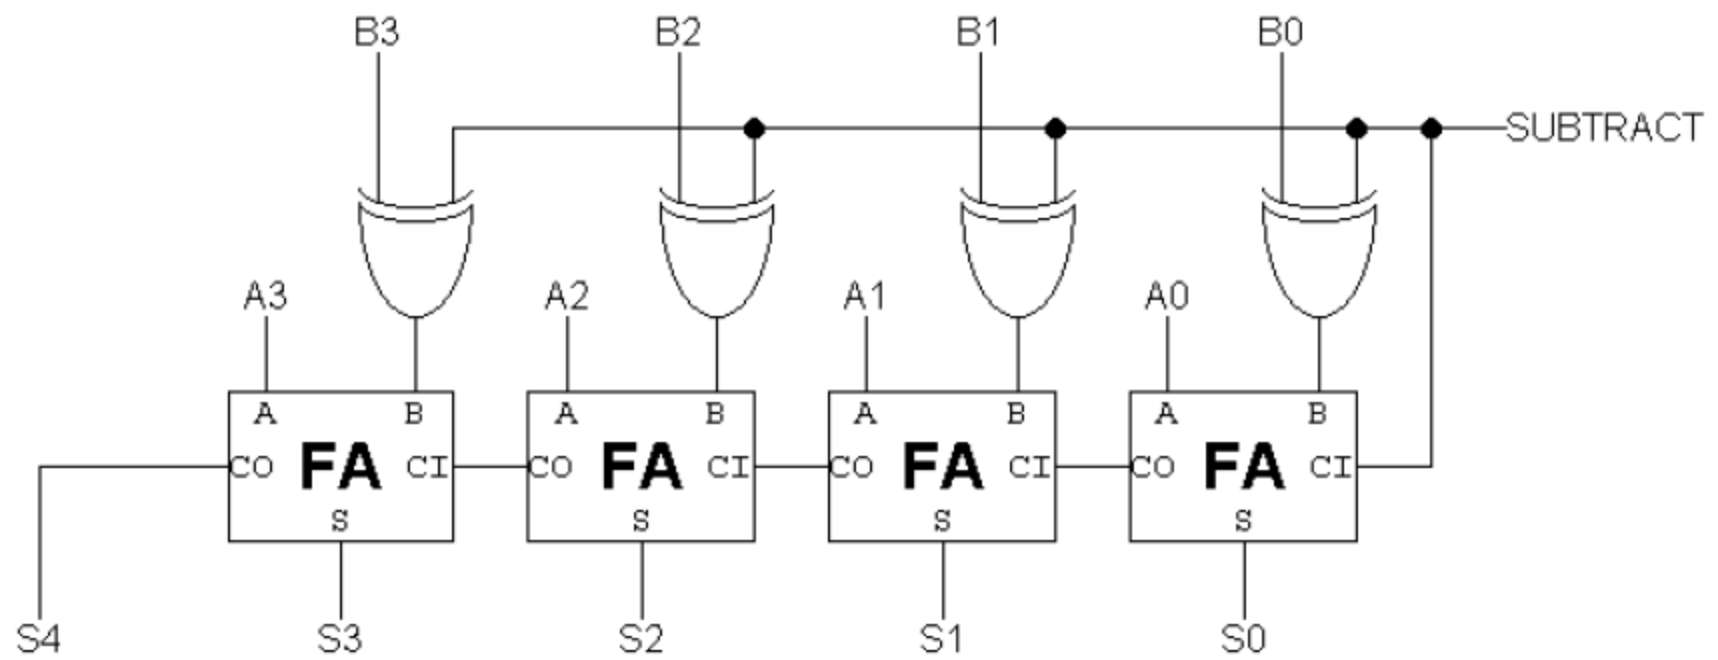 B3 B2 B1 B0
SUBTRACT
A3 A2 A1 A0
A B A B A B A B
CO FA CI CO FA CI CO FA CI CO FA CI
S S S S
S4 S3 S2 S1 S0